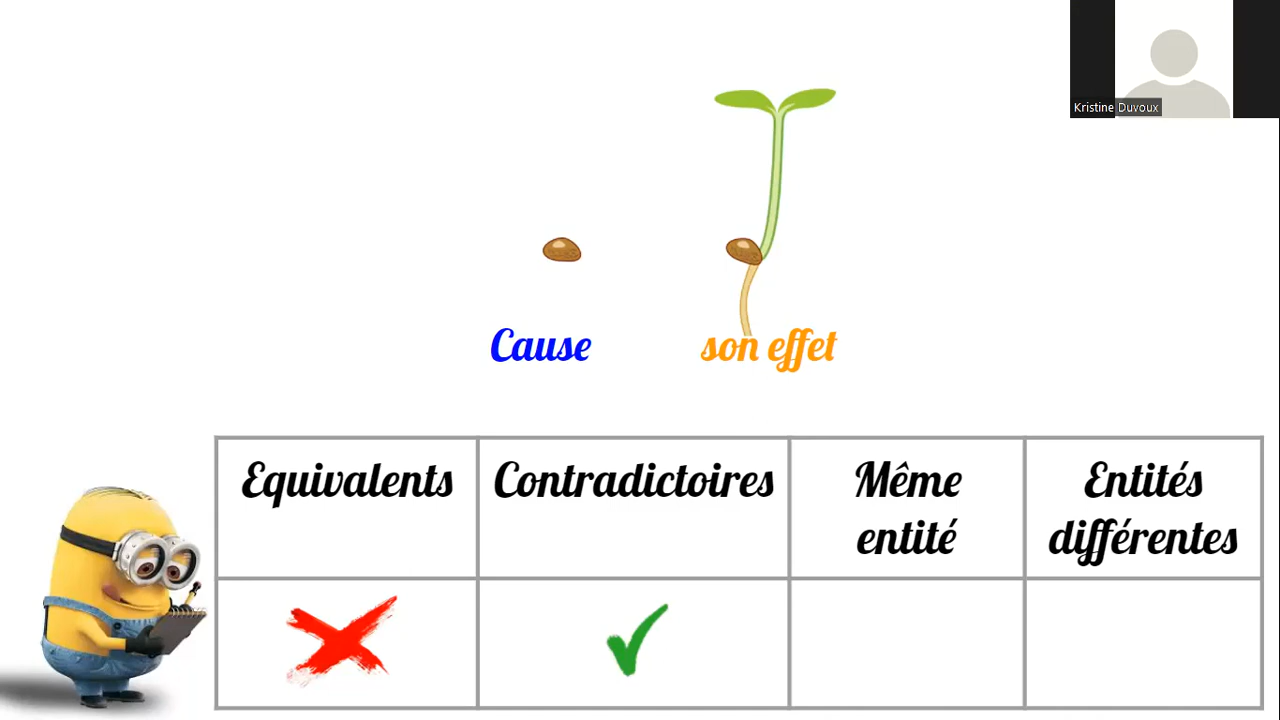 Kristine Duvoux
Cause
son effet
Equivalents
Contradictoires
Même
entité
Entités
différentes